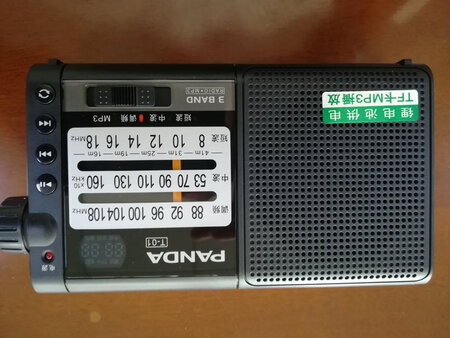 PANDA
T-01
电源
调频 88 92 96 100 104 108 MHz
中波 53 70 90 110 130 160 x10 kHz
41m 31m 25m 19m 16m
短波 8 10 12 14 16 18 MHz
短波 中波 调频 MP3
3 BAND
RADIO•MP3
锂电池供电
TF卡MP3播放